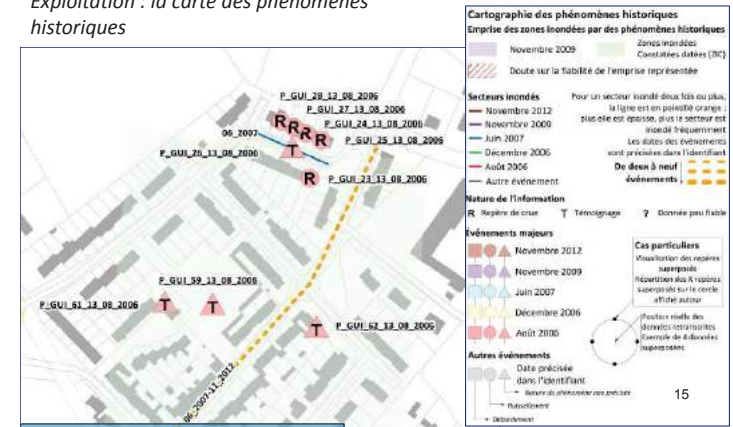 Exploitation : la carte des phénomènes
historiques
P_GUI_28_13_08_2006
P_GUI_27_13_08_2006
P_GUI_24_13_08_2006
P_GUI_25_13_08_2006
06_2007
P_GUI_26_13_08_2006
P_GUI_23_13_08_2006
R
R
R
R
T
R
P_GUI_59_13_08_2006
P_GUI_61_13_08_2006
P_GUI_62_13_08_2006
T
T
T
06_2007-11_2012
Cartographie des phénomènes historiques
Emprise des zones inondées par des phénomènes historiques
Novembre 2009
Zones Inondées
Constatées datées (ZIC)
Doute sur la fiabilité de l'emprise représentée
Secteurs inondés
Novembre 2012
Novembre 2009
Juin 2007
Décembre 2006
Août 2006
Autre événement
Pour un secteur inondé deux fois ou plus,
la ligne est en pointillé orange :
plus elle est épaisse, plus le secteur est
inondé fréquemment
Les dates des événements
sont précisées dans l'identifiant
De deux à neuf
événements
Nature de l'information
R Repère de crue T Témoignage ? Donnée peu fiable
Événements majeurs
Novembre 2012
Novembre 2009
Juin 2007
Décembre 2006
Août 2006
Cas particuliers
Visualisation des repères
superposés
Répartition des X repères
superposés sur le cercle
affiché autour
Position réelle des
données retranscrites
Exemple de 4 données
superposées
Autres événements
Date précisée
dans l'identifiant
Nature du phénomène non précisée
Ruissellement
Débordement
15